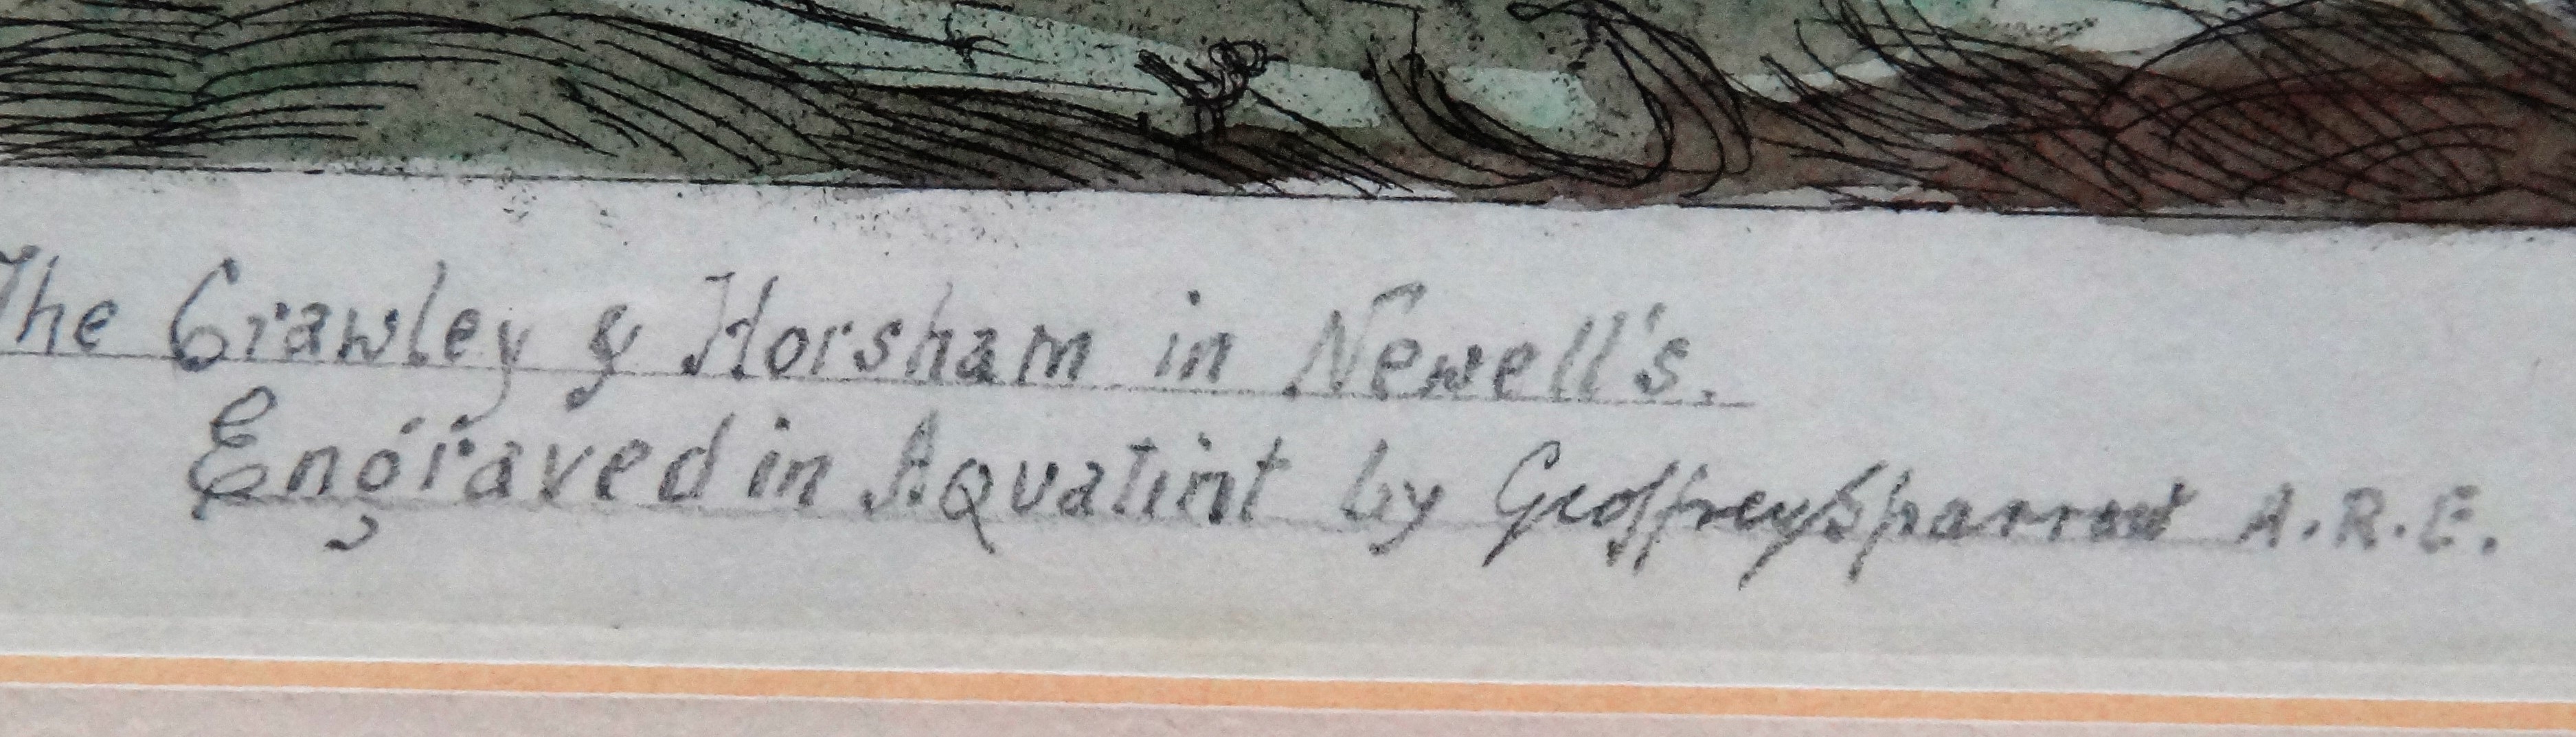 The Crawley & Horsham in Newell's.
Engraved in Aquatint by Geoffrey Sparrow A.R.E.